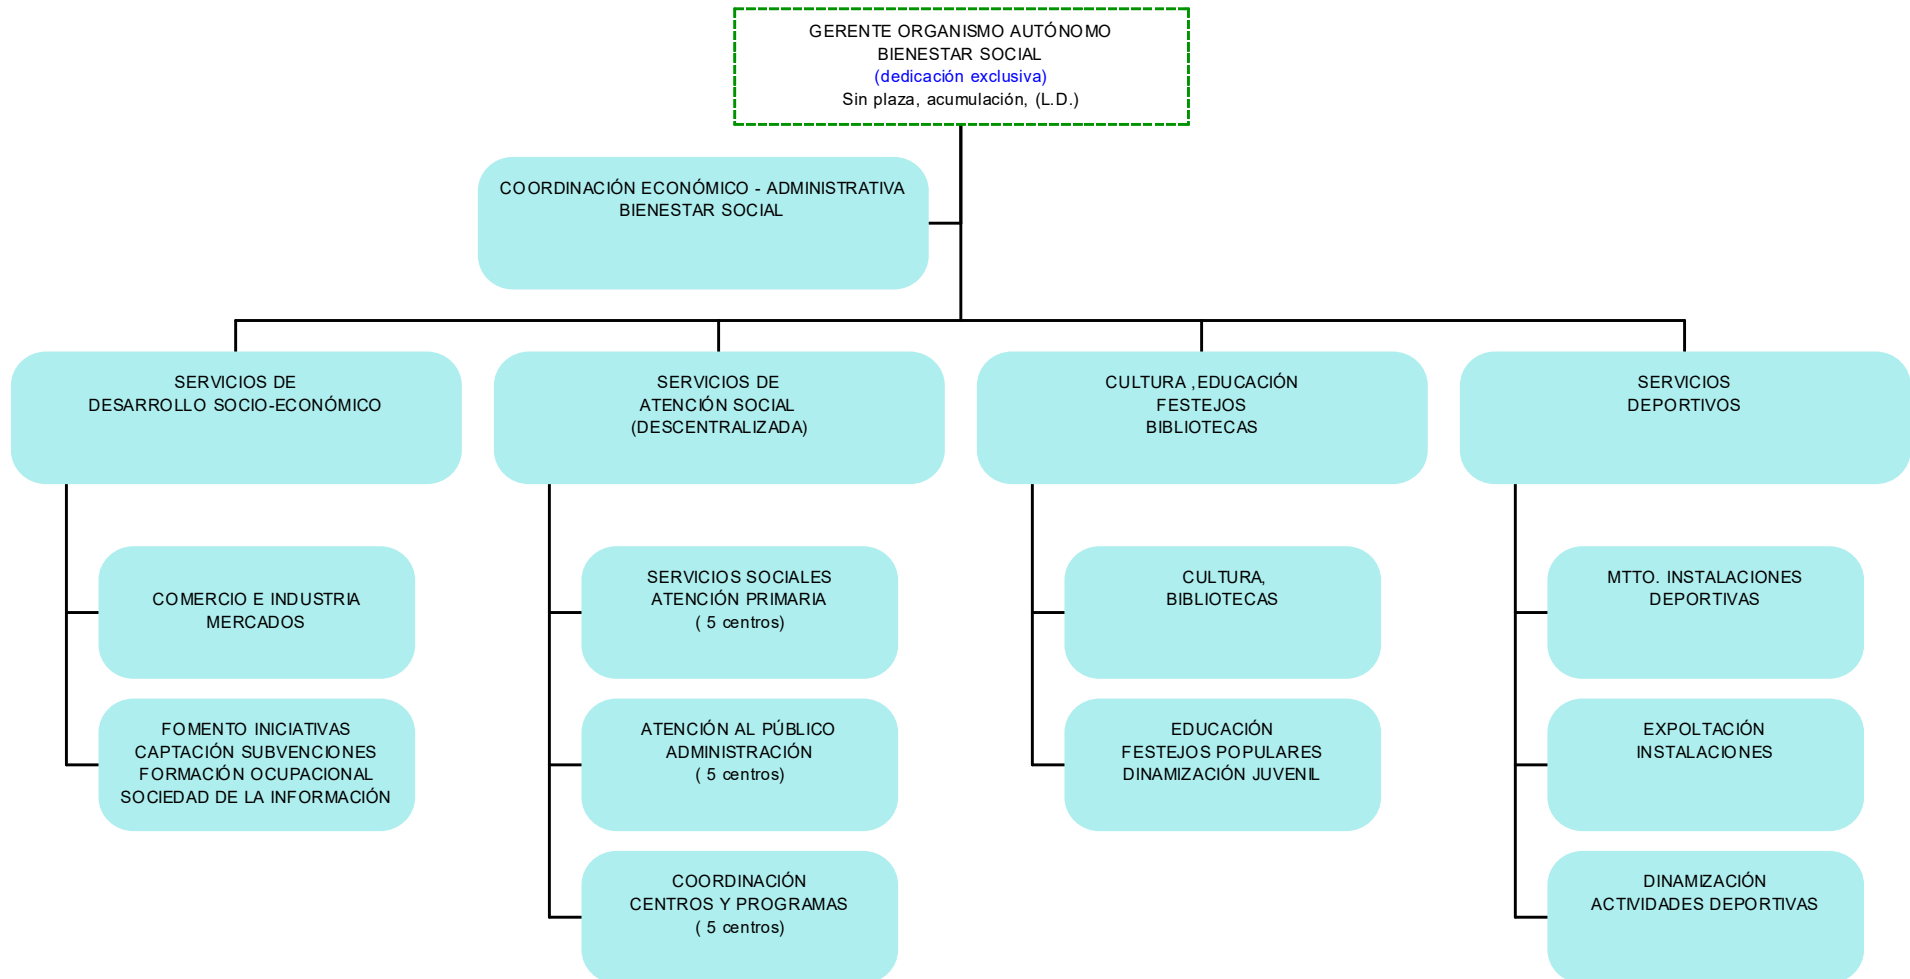 GERENTE ORGANISMO AUTÓNOMO
BIENESTAR SOCIAL
(dedicación exclusiva)
Sin plaza, acumulación, (L.D.)
COORDINACIÓN ECONÓMICO - ADMINISTRATIVA
BIENESTAR SOCIAL
SERVICIOS DE
DESARROLLO SOCIO-ECONÓMICO
SERVICIOS DE
ATENCIÓN SOCIAL
(DESCENTRALIZADA)
CULTURA ,EDUCACIÓN
FESTEJOS
BIBLIOTECAS
SERVICIOS
DEPORTIVOS
COMERCIO E INDUSTRIA
MERCADOS
FOMENTO INICIATIVAS
CAPTACIÓN SUBVENCIONES
FORMACIÓN OCUPACIONAL
SOCIEDAD DE LA INFORMACIÓN
SERVICIOS SOCIALES
ATENCIÓN PRIMARIA
( 5 centros)
ATENCIÓN AL PÚBLICO
ADMINISTRACIÓN
( 5 centros)
COORDINACIÓN
CENTROS Y PROGRAMAS
( 5 centros)
CULTURA,
BIBLIOTECAS
EDUCACIÓN
FESTEJOS POPULARES
DINAMIZACIÓN JUVENIL
MTTO. INSTALACIONES
DEPORTIVAS
EXPOLTACIÓN
INSTALACIONES
DINAMIZACIÓN
ACTIVIDADES DEPORTIVAS